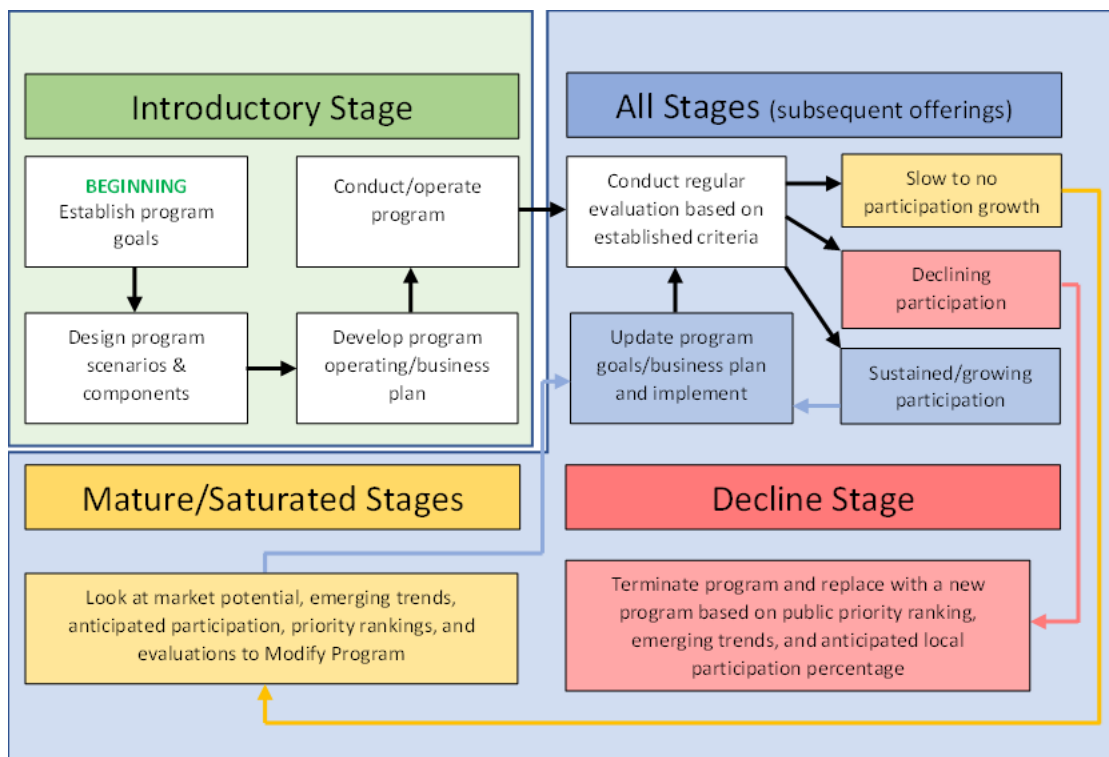 Introductory Stage
BEGINNING
Establish program
goals
Conduct/operate
program
Design program
scenarios &
components
Develop program
operating/business
plan
All Stages (subsequent offerings)
Conduct regular
evaluation based on
established criteria
Slow to no
participation growth
Declining
participation
Update program
goals/business plan
and implement
Sustained/growing
participation
Mature/Saturated Stages
Look at market potential, emerging trends,
anticipated participation, priority rankings, and
evaluations to Modify Program
Decline Stage
Terminate program and replace with a new
program based on public priority ranking,
emerging trends, and anticipated local
participation percentage